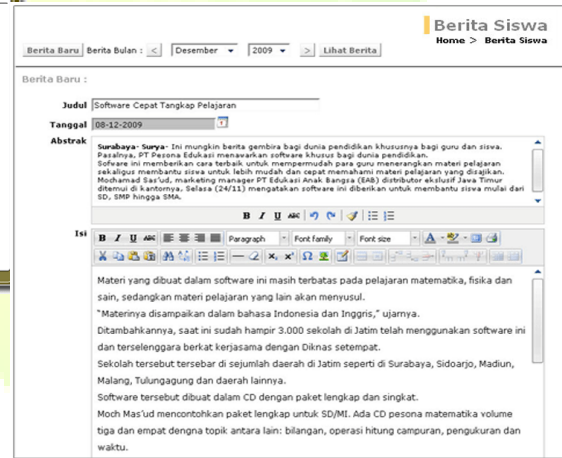 Berita Siswa
Home > Berita Siswa
Berita Baru Berita Bulan : < Desember 2009 > Lihat Berita
Berita Baru :
Judul Software Cepat Tangkap Pelajaran
Tanggal 08-12-2009
Abstrak
Surabaya- Surya- Ini mungkin berita gembira bagi dunia pendidikan khususnya bagi guru dan siswa.
Pasalnya, PT Pesona Edukasi menawarkan software khusus bagi dunia pendidikan.
Sofware ini memberikan cara terbaik untuk mempermudah para guru menerangkan materi pelajaran
sekaligus membantu siswa untuk lebih mudah dan cepat memahami materi pelajaran yang disajikan.
Mochamad Sas'ud, marketing manager PT Edukasi Anak Bangsa (EAB) distributor ekslusif Jawa Timur
ditemui di kantornya, Selasa (24/11) mengatakan software ini diberikan untuk membantu siswa mulai dari
SD, SMP hingga SMA.
B I U ABC
Isi
B I U ABC Paragraph Font family Font size A
Materi yang dibuat dalam software ini masih terbatas pada pelajaran matematika, fisika dan
sain, sedangkan materi pelajaran yang lain akan menyusul.
"Materinya disampaikan dalam bahasa Indonesia dan Inggris," ujarnya.
Ditambahkannya, saat ini sudah hampir 3.000 sekolah di Jatim telah menggunakan software ini
dan terselenggara berkat kerjasama dengan Diknas setempat.
Sekolah tersebut tersebar di sejumlah daerah di Jatim seperti di Surabaya, Sidoarjo, Madiun,
Malang, Tulungagung dan daerah lainnya.
Software tersebut dibuat dalam CD dengan paket lengkap dan singkat.
Moch Mas'ud mencontohkan paket lengkap untuk SD/MI. Ada CD pesona matematika volume
tiga dan empat dengna topik antara lain: bilangan, operasi hitung campuran, pengukuran dan
waktu.